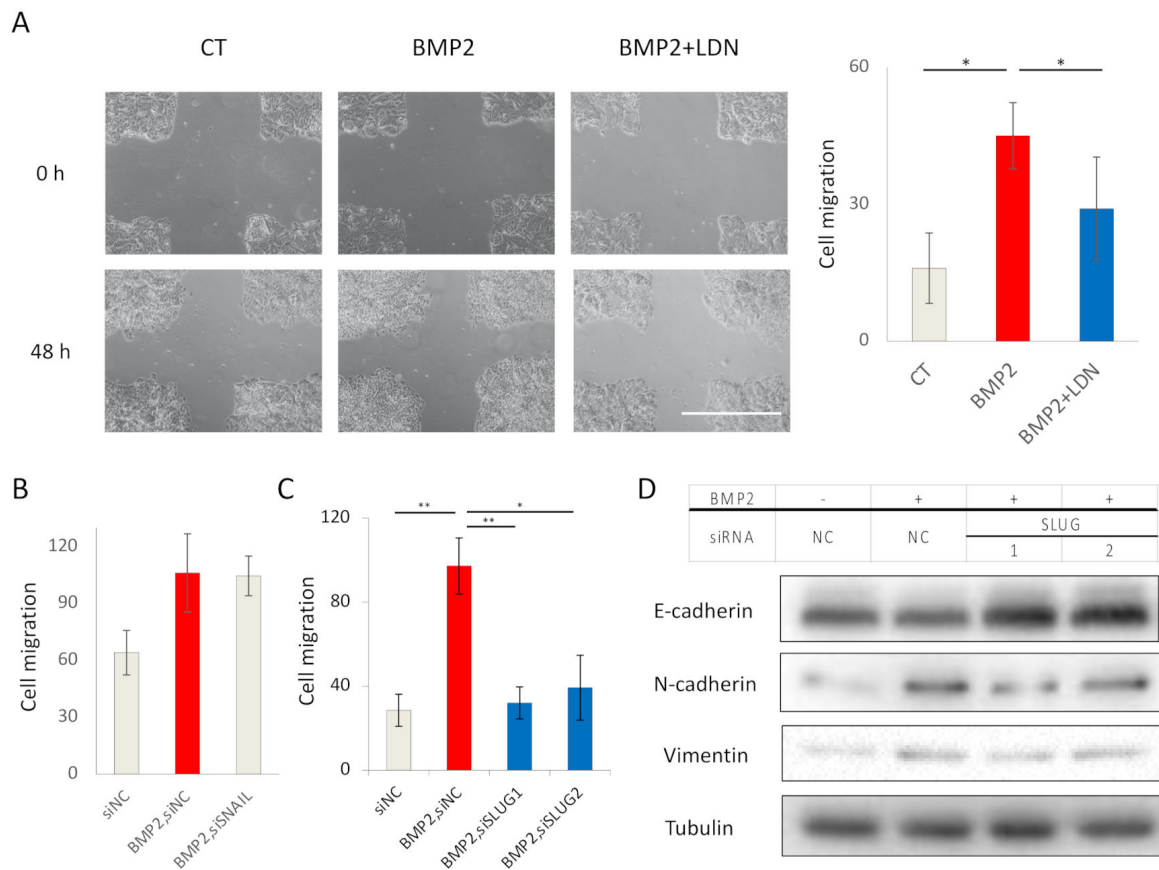 A
CT BMP2 BMP2+LDN
0 h
48 h
Cell migration
60
30
0
* *
CT BMP2 BMP2+LDN
B
Cell migration
120
90
60
30
0
siNC BMP2,siNC BMP2,siSNAIL
C
Cell migration
120
80
40
0
** ** *
siNC BMP2,siNC BMP2,siSLUG1 BMP2,siSLUG2
D
BMP2 - + + +
siRNA NC NC SLUG
1 2
E-cadherin
N-cadherin
Vimentin
Tubulin